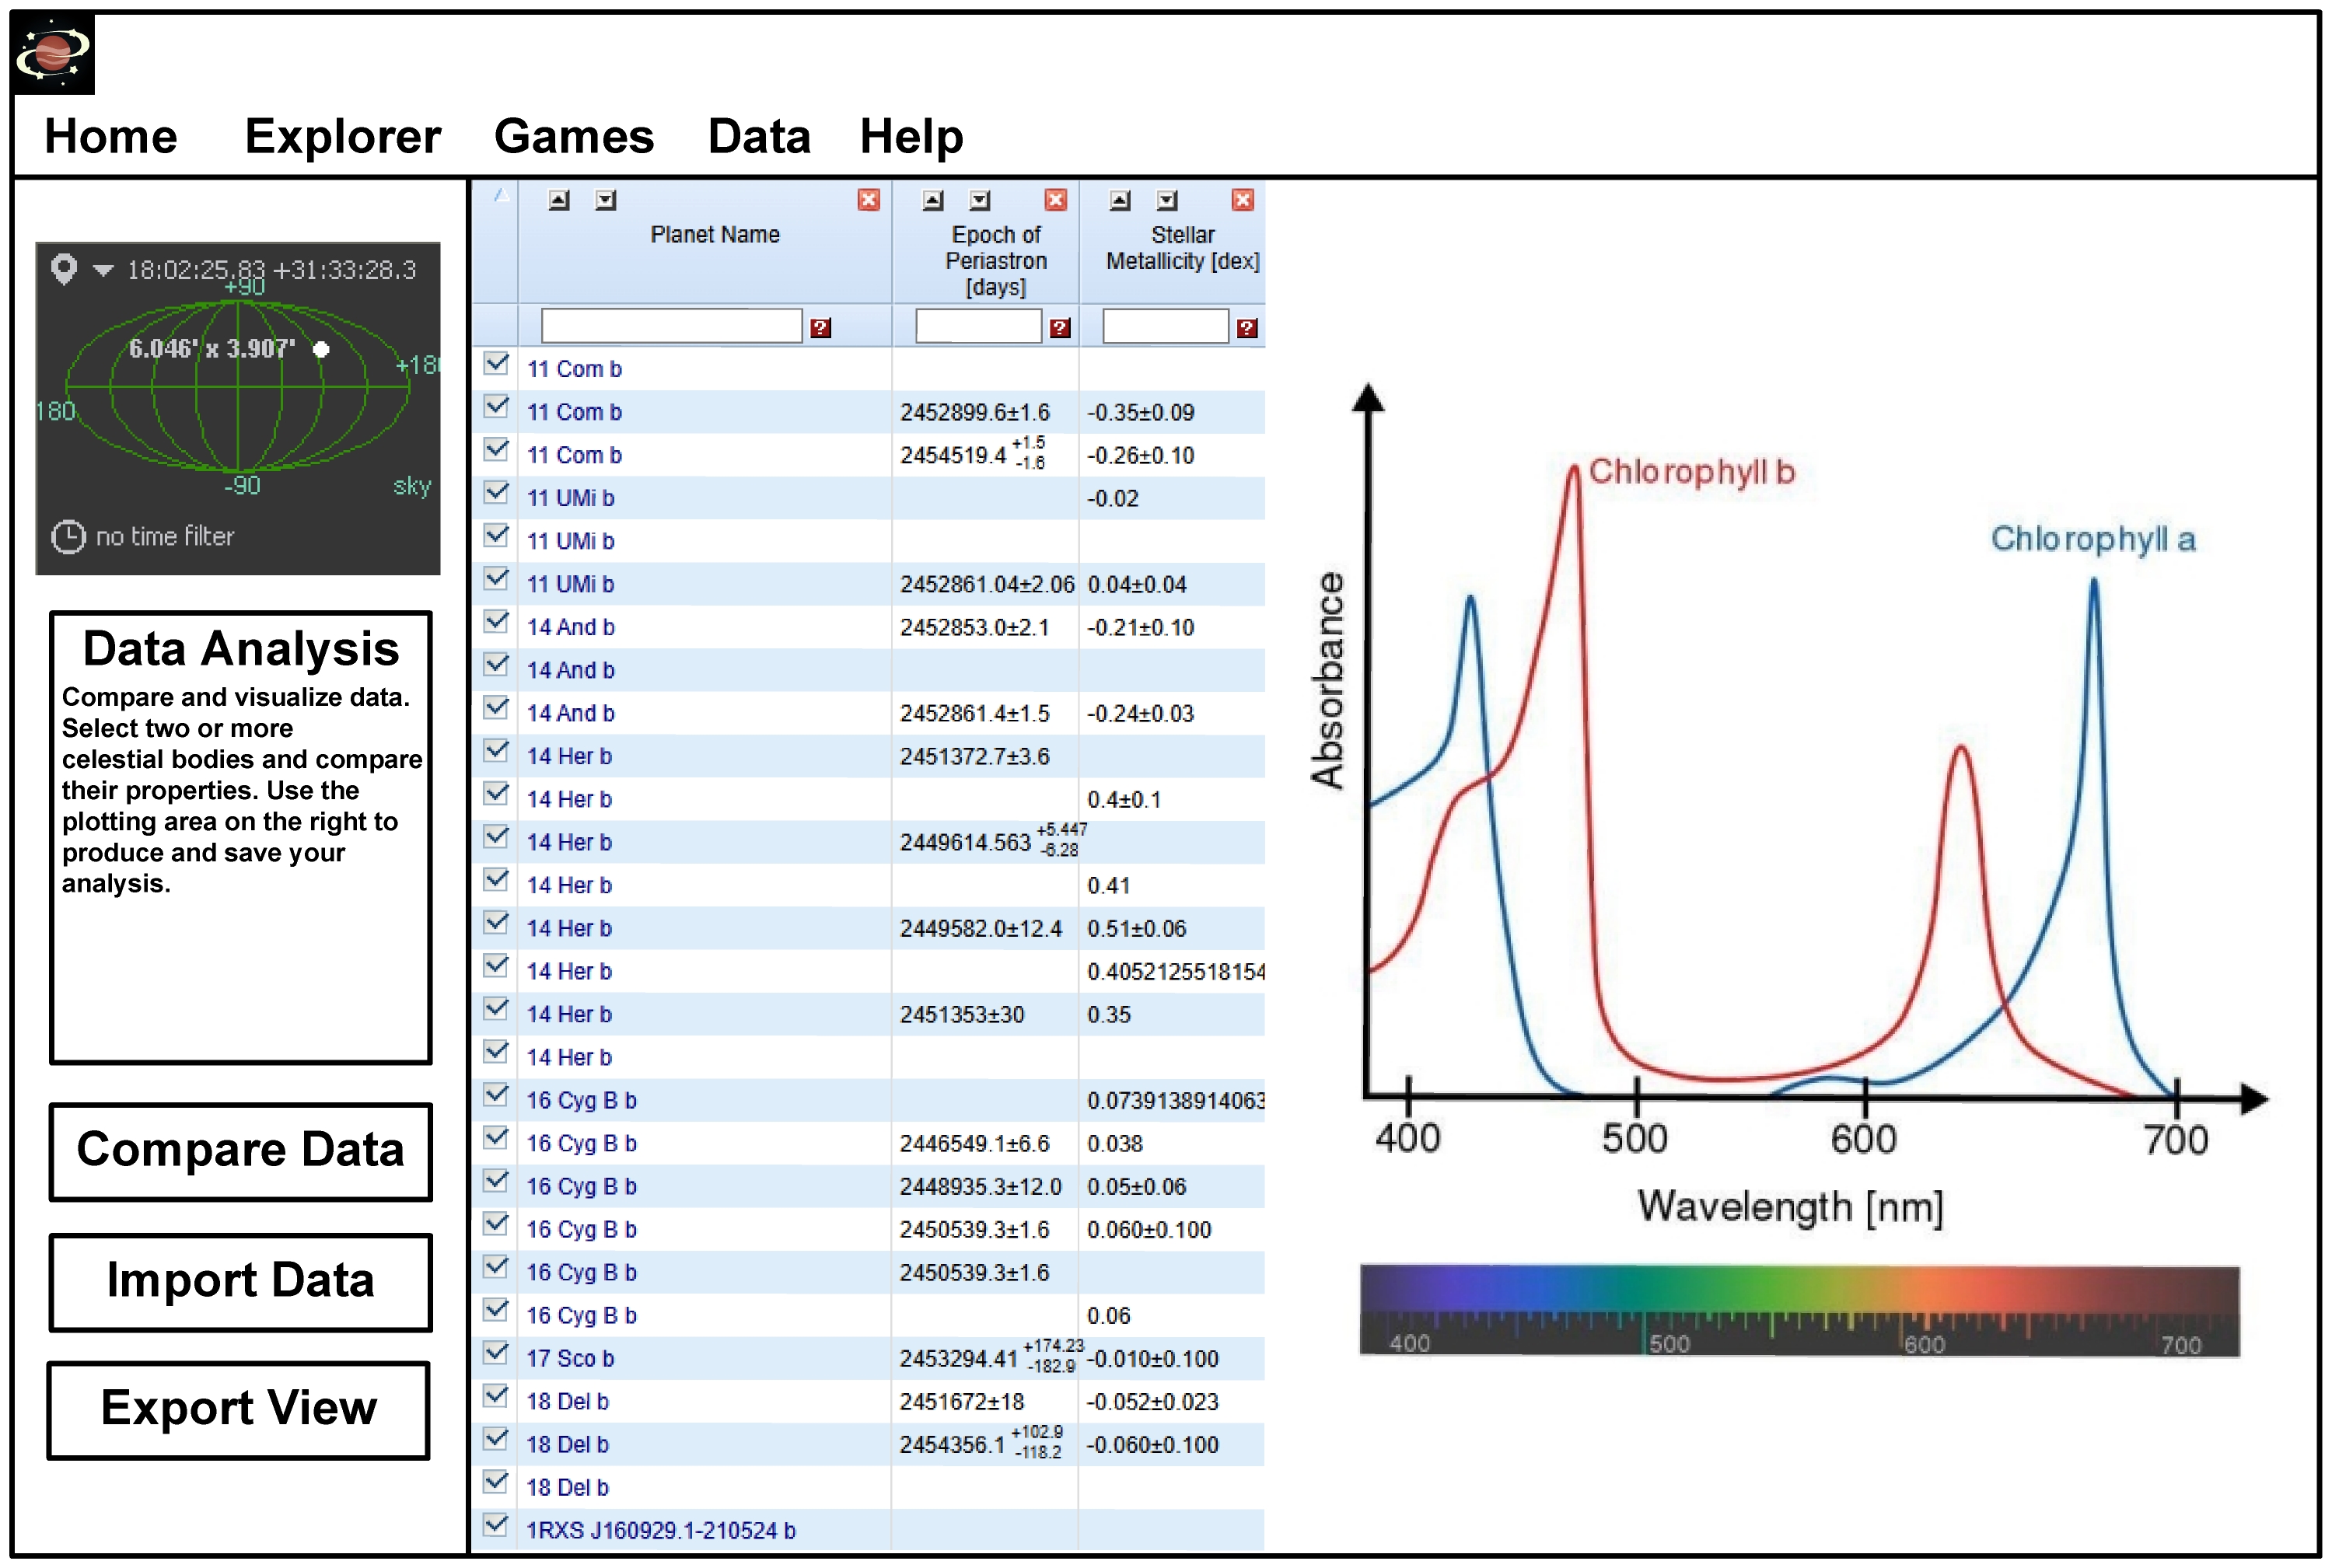 Home Explorer Games Data Help
18:02:25.83 +31:33:28.3
+90
6.046' x 3.907'
+18
180
-90
sky
no time filter
Data Analysis
Compare and visualize data.
Select two or more
celestial bodies and compare
their properties. Use the
plotting area on the right to
produce and save your
analysis.
Compare Data
Import Data
Export View
Planet Name
Epoch of
Periastron
[days]
Stellar
Metallicity [dex]
11 Com b
11 Com b 2452899.6±1.6 -0.35±0.09
11 Com b 2454519.4 +1.5 -1.6 -0.26±0.10
11 UMi b -0.02
11 UMi b
11 UMi b 2452861.04±2.06 0.04±0.04
14 And b 2452853.0±2.1 -0.21±0.10
14 And b
14 And b 2452861.4±1.5 -0.24±0.03
14 Her b 2451372.7±3.6
14 Her b 0.4±0.1
14 Her b 2449614.563 +5.447 -6.28
14 Her b 0.41
14 Her b 2449582.0±12.4 0.51±0.06
14 Her b 0.4052125518154
14 Her b 2451353±30 0.35
14 Her b
16 Cyg B b 0.0739138914063
16 Cyg B b 2446549.1±6.6 0.038
16 Cyg B b 2448935.3±12.0 0.05±0.06
16 Cyg B b 2450539.3±1.6 0.060±0.100
16 Cyg B b 2450539.3±1.6
16 Cyg B b 0.06
17 Sco b 2453294.41 +174.23 -182.9 -0.010±0.100
18 Del b 2451672±18 -0.052±0.023
18 Del b 2454356.1 +102.9 -118.2 -0.060±0.100
18 Del b
1RXS J160929.1-210524 b
Chlorophyll b
Chlorophyll a
Absorbance
400 500 600 700
Wavelength [nm]
400 500 600 700